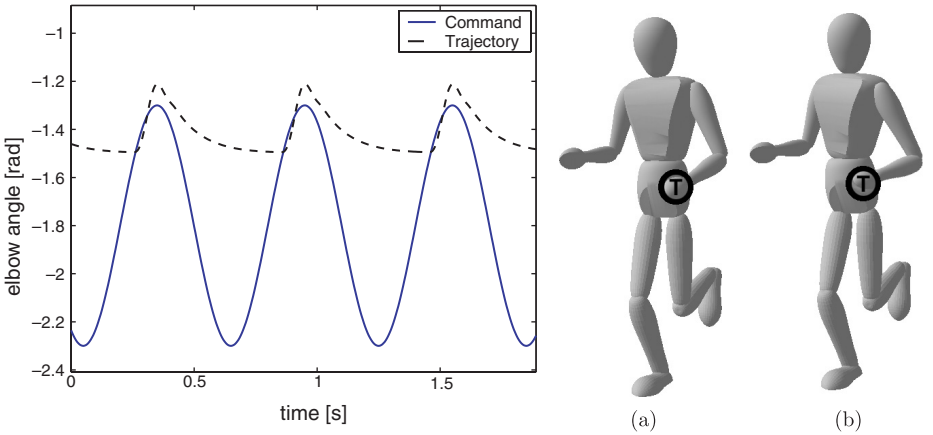 Command
Trajectory
−1
−1.2
−1.4
−1.6
−1.8
−2
−2.2
−2.4
elbow angle [rad]
0
0.5
1
1.5
time [s]
T
T
(a)
(b)